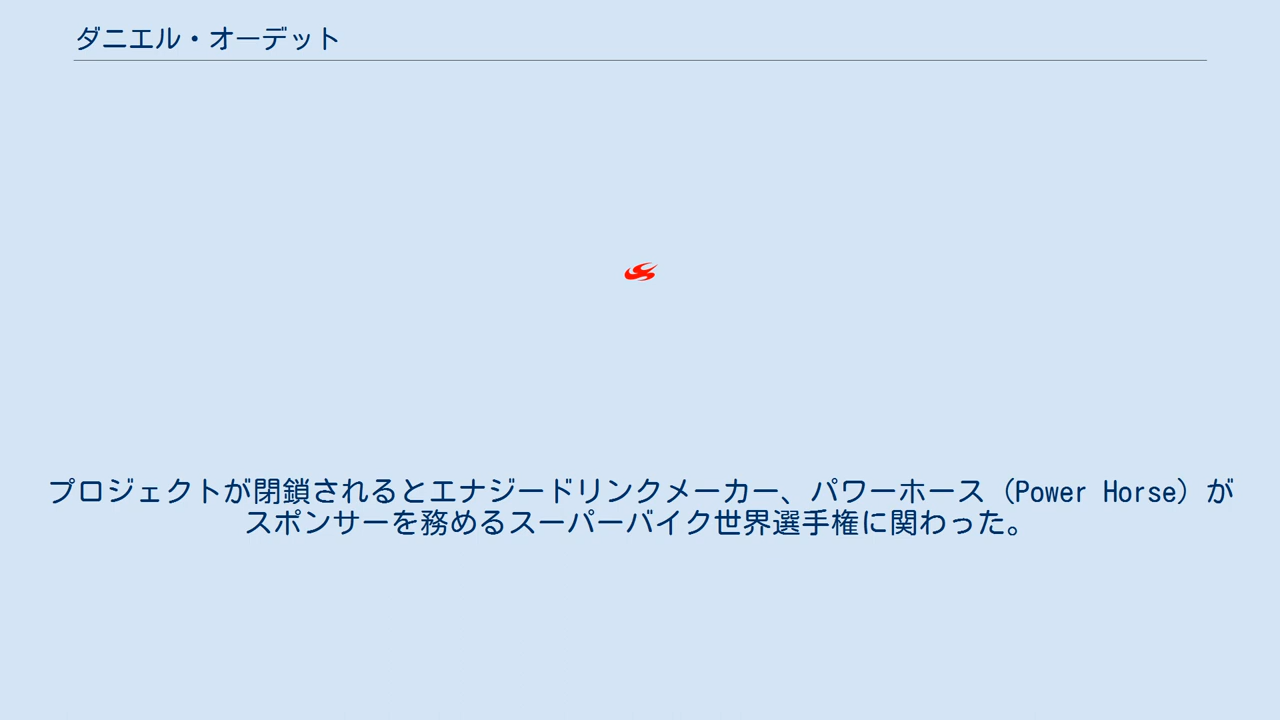 ダニエル・オーデット
プロジェクトが閉鎖されるとエナジードリンクメーカー、パワーホース（Power Horse）が
スポンサーを務めるスーパーバイク世界選手権に関わった。